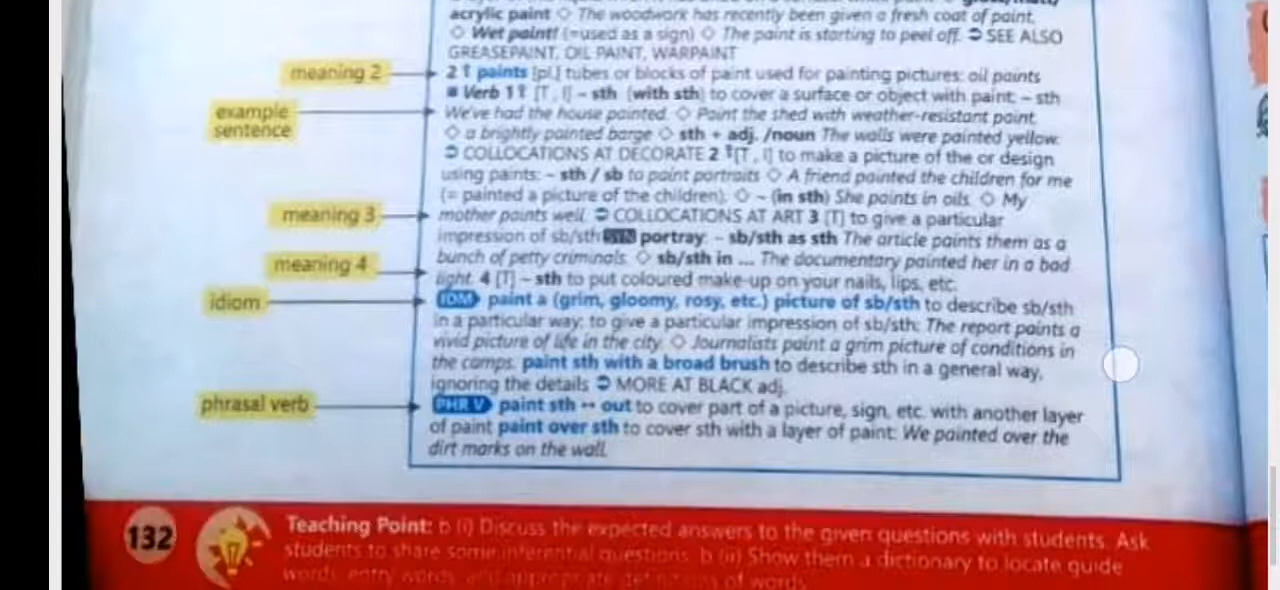 acrylic paint ◇ The woodwork has recently been given a fresh coat of paint.
◇ Wet paint! (=used as a sign) ◇ The paint is starting to peel off. ➲ SEE ALSO
GREASEPAINT, OIL PAINT, WARPAINT
meaning 2
2 paints [pl.] tubes or blocks of paint used for painting pictures: oil paints
■ Verb 1 [T, I] ~ sth (with sth) to cover a surface or object with paint: ~ sth
example
sentence
We've had the house painted. ◇ Paint the shed with weather-resistant paint.
◇ a brightly painted barge ◇ sth + adj. /noun The walls were painted yellow.
➲ COLLOCATIONS AT DECORATE 2 [T, I] to make a picture of the or design
using paints: ~ sth / sb to paint portraits ◇ A friend painted the children for me
(= painted a picture of the children). ◇ ~ (in sth) She paints in oils. ◇ My
meaning 3
mother paints well. ➲ COLLOCATIONS AT ART 3 [T] to give a particular
impression of sb/sth SYN portray: ~ sb/sth as sth The article paints them as a
bunch of petty criminals. ◇ sb/sth in ... The documentary painted her in a bad
meaning 4
light. 4 [T] ~ sth to put coloured make-up on your nails, lips, etc.
idiom
IDM paint a (grim, gloomy, rosy, etc.) picture of sb/sth to describe sb/sth
in a particular way; to give a particular impression of sb/sth: The report paints a
vivid picture of life in the city. ◇ Journalists paint a grim picture of conditions in
the camps. paint sth with a broad brush to describe sth in a general way,
ignoring the details ➲ MORE AT BLACK adj.
phrasal verb
PHR V paint sth ↔ out to cover part of a picture, sign, etc. with another layer
of paint paint over sth to cover sth with a layer of paint: We painted over the
dirt marks on the wall.
132
Teaching Point: b (i) Discuss the expected answers to the given questions with students. Ask
students to share some inferential questions. b (ii) Show them a dictionary to locate guide
words, entry words, and appropriate definitions of words.